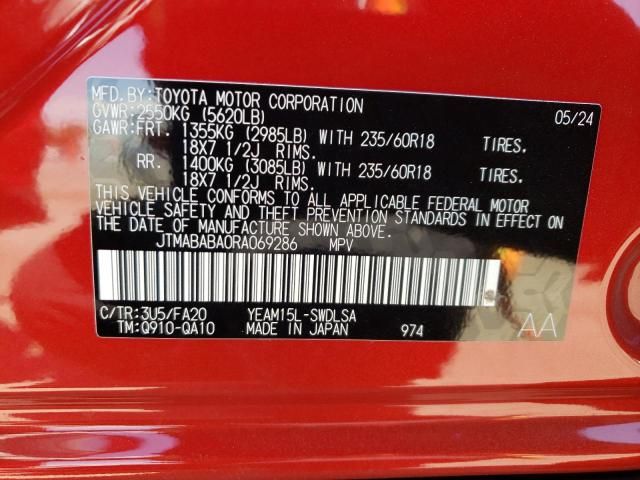 MFD.BY:TOYOTA MOTOR CORPORATION 05/24
GVWR:2550KG (5620LB)
GAWR:FRT. 1355KG (2985LB) WITH 235/60R18 TIRES.
18X7 1/2J RIMS.
RR. 1400KG (3085LB) WITH 235/60R18 TIRES.
18X7 1/2J RIMS.
THIS VEHICLE CONFORMS TO ALL APPLICABLE FEDERAL MOTOR
VEHICLE SAFETY AND THEFT PREVENTION STANDARDS IN EFFECT ON
THE DATE OF MANUFACTURE SHOWN ABOVE.
JTMABABA0RA069286 MPV
C/TR:3U5/FA20 YEAM15L-SWDLSA
TM:Q910-QA10 MADE IN JAPAN 974 AA